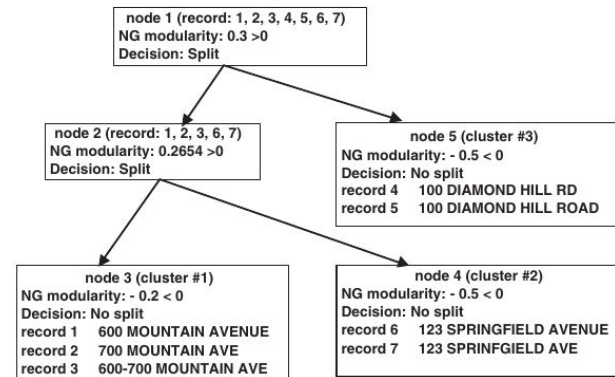 node 1 (record: 1, 2, 3, 4, 5, 6, 7)
NG modularity: 0.3 >0
Decision: Split
node 2 (record: 1, 2, 3, 6, 7)
NG modularity: 0.2654 >0
Decision: Split
node 5 (cluster #3)
NG modularity: - 0.5 < 0
Decision: No split
record 4 100 DIAMOND HILL RD
record 5 100 DIAMOND HILL ROAD
node 3 (cluster #1)
NG modularity: - 0.2 < 0
Decision: No split
record 1 600 MOUNTAIN AVENUE
record 2 700 MOUNTAIN AVE
record 3 600-700 MOUNTAIN AVE
node 4 (cluster #2)
NG modularity: - 0.5 < 0
Decision: No split
record 6 123 SPRINGFIELD AVENUE
record 7 123 SPRINFGIELD AVE